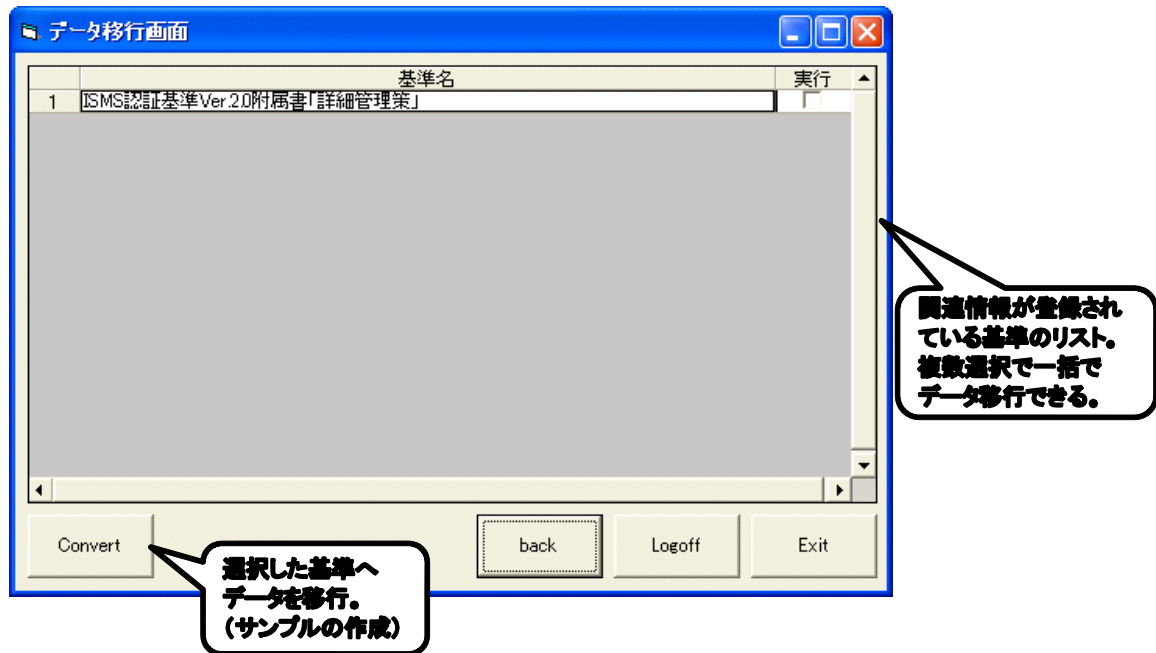 データ移行画面
基準名 実行
1 ISMS認証基準Ver.2.0附属書「詳細管理策」
関連情報が登録され
ている基準のリスト。
複数選択で一括で
データ移行できる。
Convert back Logoff Exit
選択した基準へ
データを移行。
(サンプルの作成)